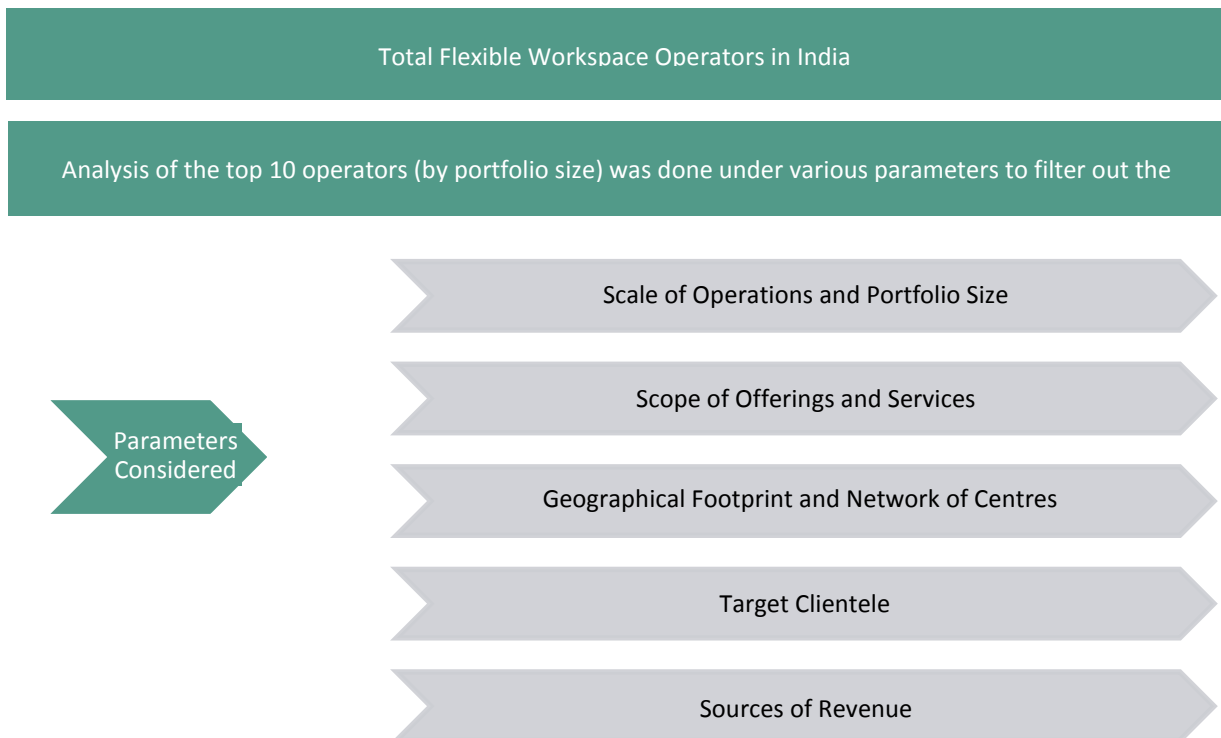 Total Flexible Workspace Operators in India
Analysis of the top 10 operators (by portfolio size) was done under various parameters to filter out the
Scale of Operations and Portfolio Size
Scope of Offerings and Services
Parameters
Considered
Geographical Footprint and Network of Centres
Target Clientele
Sources of Revenue